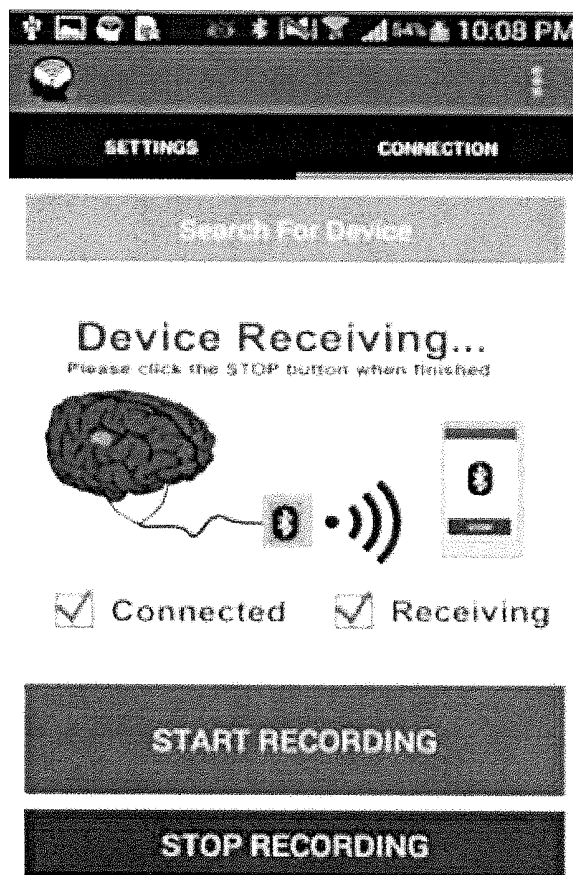 10:08 PM
SETTINGS CONNECTION
Search For Device
Device Receiving...
Please click the STOP button when finished
Connected Receiving
START RECORDING
STOP RECORDING